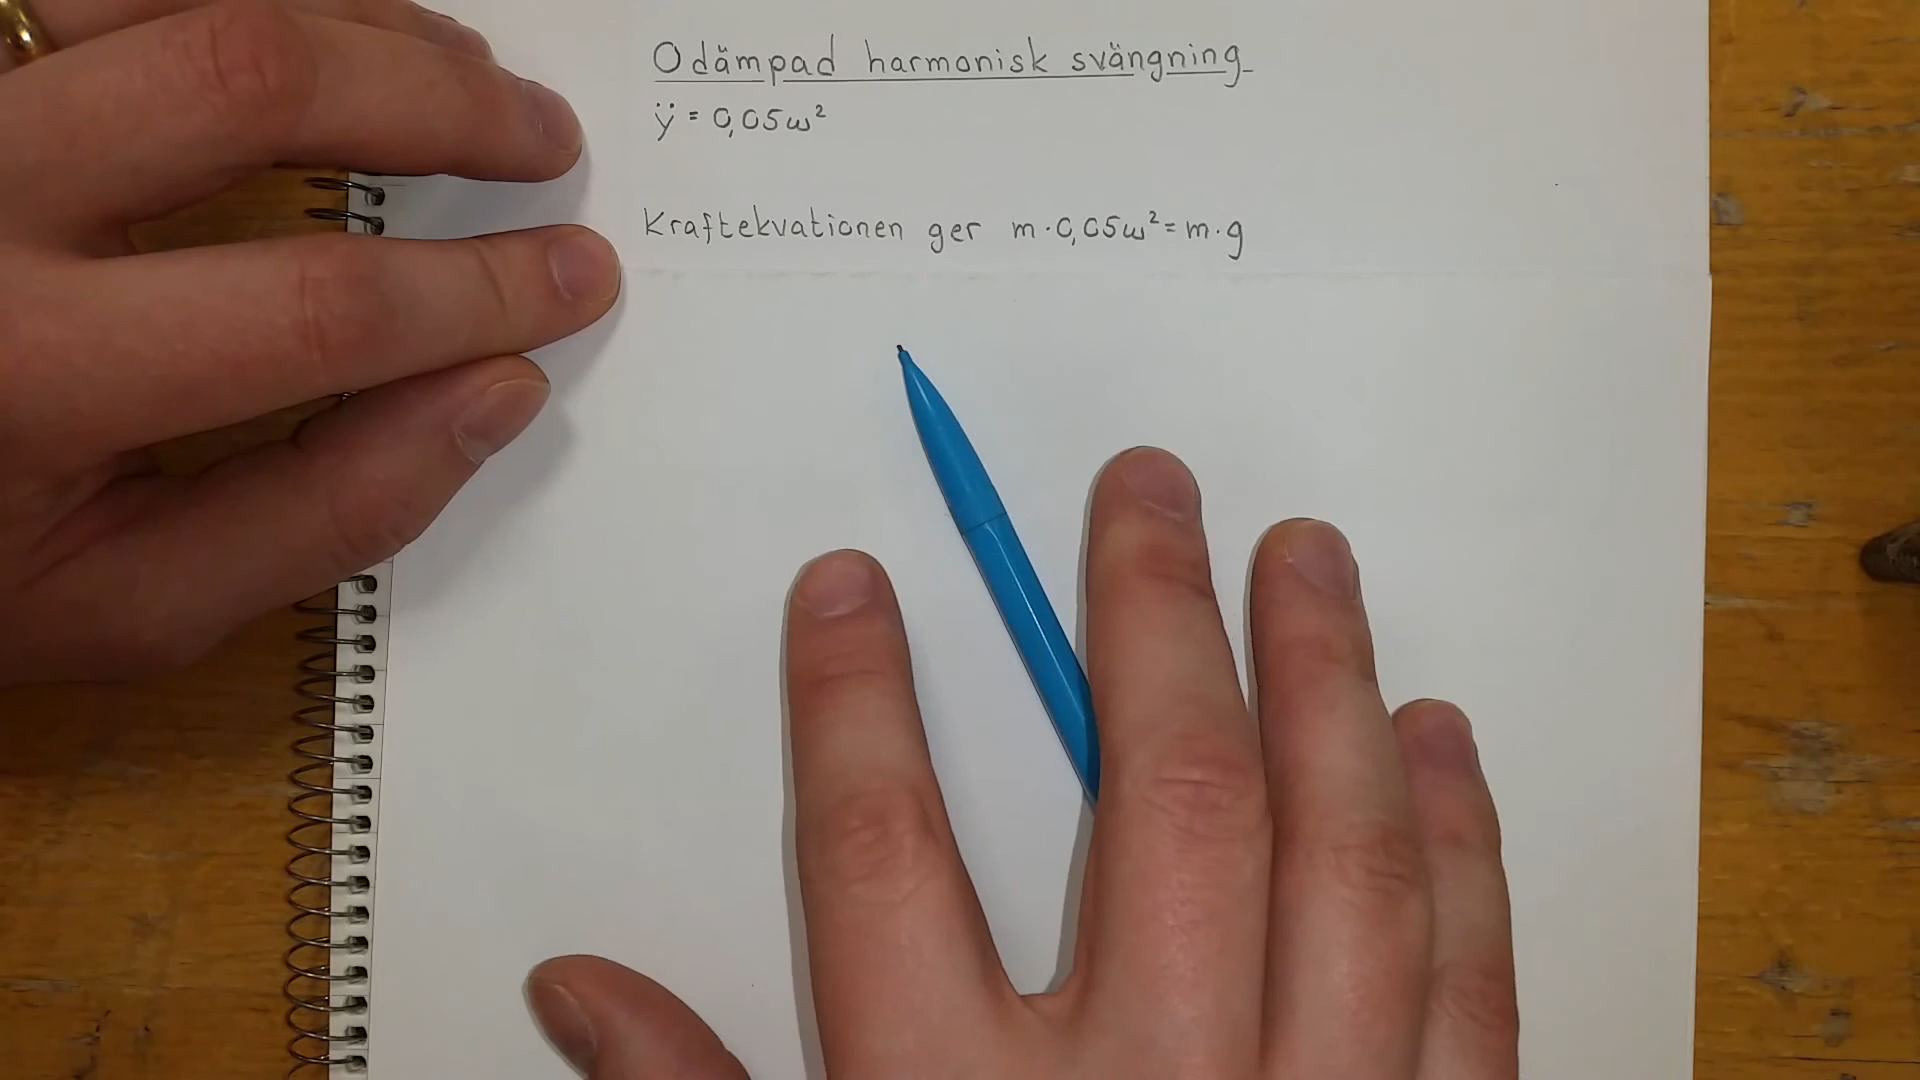 Odämpad harmonisk svängning
ÿ = 0,05ω²
Kraftekvationen ger m·0,05ω²=m·g